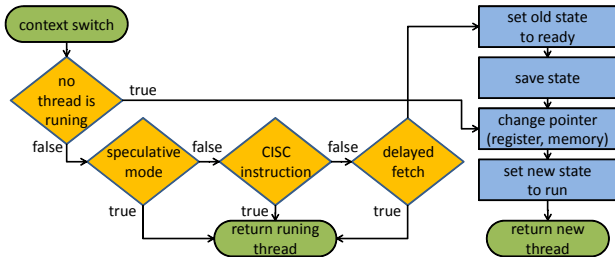 context switch
no
thread is
runing
true
false
speculative
mode
false
CISC
instruction
false
delayed
fetch
true
true
true
return runing
thread
set old state
to ready
save state
change pointer
(register, memory)
set new state
to run
return new
thread